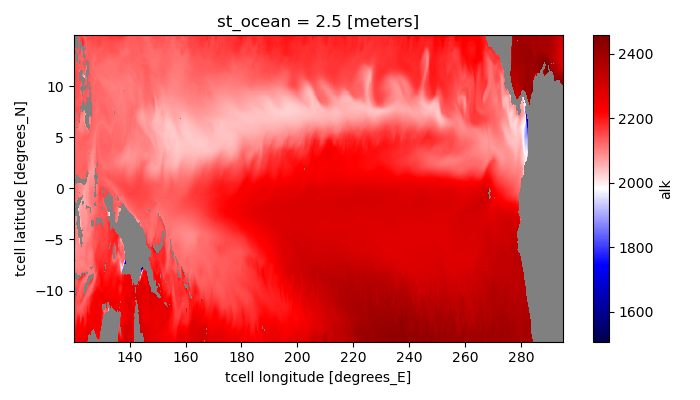 st_ocean = 2.5 [meters]
tcell latitude [degrees_N]
10
5
0
−5
−10
140 160 180 200 220 240 260 280
tcell longitude [degrees_E]
2400
2200
2000
1800
1600
alk